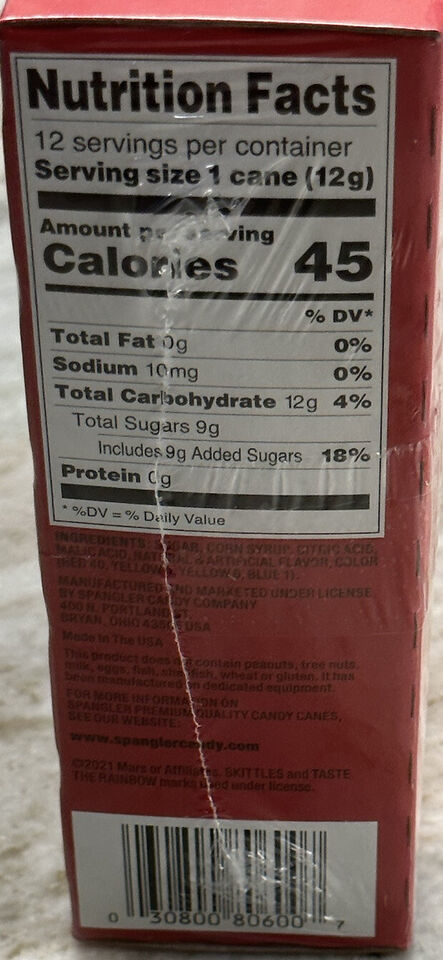 Nutrition Facts
12 servings per container
Serving size 1 cane (12g)
Amount per serving
Calories 45
% DV*
Total Fat 0g 0%
Sodium 10mg 0%
Total Carbohydrate 12g 4%
Total Sugars 9g
Includes 9g Added Sugars 18%
Protein 0g
* %DV = % Daily Value
INGREDIENTS: SUGAR, CORN SYRUP, CITRIC ACID,
MALIC ACID, NATURAL & ARTIFICIAL FLAVOR, COLOR
(RED 40, YELLOW 5, YELLOW 6, BLUE 1).
MANUFACTURED AND MARKETED UNDER LICENSE
BY SPANGLER CANDY COMPANY
400 N. PORTLAND ST.
BRYAN, OHIO 43506 USA
Made In The USA
This product does not contain peanuts, tree nuts,
milk, eggs, fish, shellfish, wheat or gluten. It has
been manufactured on dedicated equipment.
FOR MORE INFORMATION ON
SPANGLER PREMIUM QUALITY CANDY CANES,
SEE OUR WEBSITE:
www.spanglercandy.com
©2021 Mars or Affiliates. SKITTLES and TASTE
THE RAINBOW marks used under license.
0 30800 80600 7